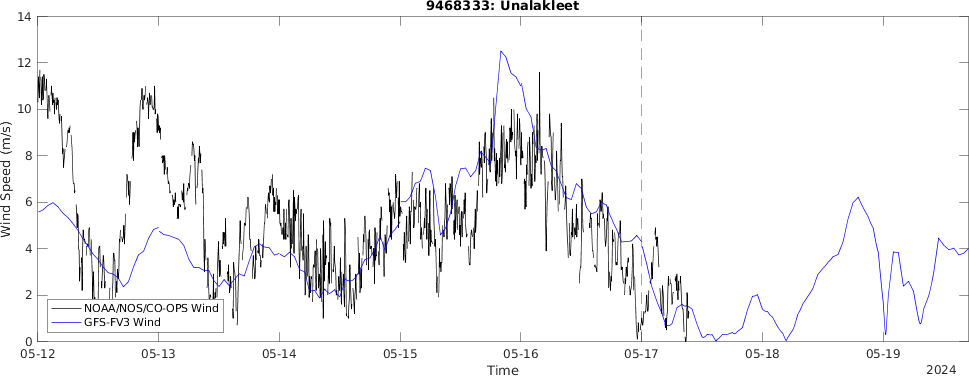 9468333: Unalakleet
14
12
10
8
6
4
2
0
Wind Speed (m/s)
NOAA/NOS/CO-OPS Wind
GFS-FV3 Wind
05-12 05-13 05-14 05-15 05-16 05-17 05-18 05-19
Time
2024